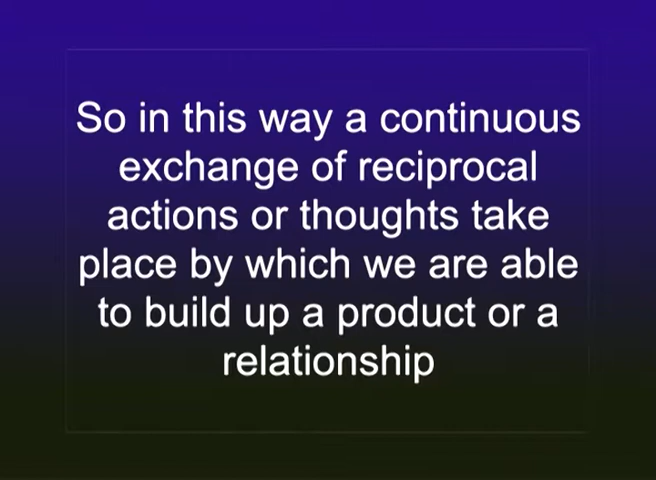 So in this way a continuous
exchange of reciprocal
actions or thoughts take
place by which we are able
to build up a product or a
relationship